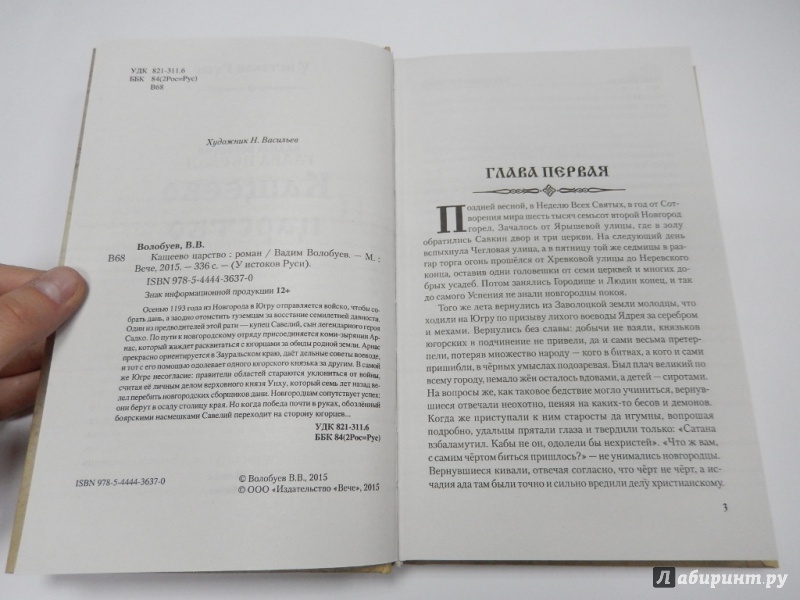 УДК 821-311.6
ББК 84(2Рос=Рус)
В68
Художник Н. Васильев
Волобуев, В.В.
В68 Кащеево царство : роман / Вадим Волобуев. — М. :
Вече, 2015. — 336 с. — (У истоков Руси).
ISBN 978-5-4444-3637-0
Знак информационной продукции 12+
Осенью 1193 года из Новгорода в Югру отправляется войско, чтобы со-
брать дань, а заодно отомстить туземцам за восстание семилетней давности.
Один из предводителей этой рати — купец Савелий, сын легендарного героя
Садко. По пути к новгородскому отряду присоединяется коми-зырянин Ар-
нас, который жаждет расквитаться с югорцами за обиды родной земли. Арнас
прекрасно ориентируется в Зауральском крае, даёт дельные советы воеводе,
и тот с его помощью одолевает одного югорского князька за другим. В самой
же Югре несогласие: правители областей стараются уклониться от войны,
считая её личным делом верховного князя Унху, который семь лет назад ве-
лел перебить новгородских сборщиков дани. Новгородцам сопутствует успех;
они берут в осаду столицу края. Но когда победа почти в руках, обозлённый
боярскими насмешками Савелий переходит на сторону югорцев...
УДК 821-311.6
ББК 84(2Рос=Рус)
ISBN 978-5-4444-3637-0
© Волобуев В.В., 2015
© ООО «Издательство «Вече», 2015
ГЛАВА ПЕРВАЯ
Поздней весной, в Неделю Всех Святых, в год от Сот-
ворения мира шесть тысяч семьсот второй Новгород
горел. Зачалось от Ярышевой улицы, где в золу
обратились Савкин двор и три церкви. На следующий день
вспыхнула Чегловая улица, а в пятницу той же седмицы в раз-
гар торга огонь прошёлся от Хревковой улицы до Неревского
конца, оставив одни головешки от семи церквей и многих до-
брых усадеб. Потом занялись Городище и Людин конец, и так
до самого Успения не знали новгородцы покоя.
Того же лета вернулись из Заволоцкой земли молодцы, что
ходили на Югру по призыву лихого воеводы Ядрея за серебром
и мехами. Вернулись без славы: добычи не взяли, князьков
югорских в подчинение не привели, да и сами весьма претер-
пели, потеряв множество народу — кого в битвах, а кого и сами
пришибли, в чёрных умыслах подозревая. Был плач великий по
всему городу, немало жён осталось вдовами, а детей — сиротами.
На вопросы же, как таковое бедствие могло учиниться, верну-
вшиеся отвечали неохотно, пеняя на каких-то бесов и демонов.
Когда же приступали к ним старосты да игумны, вопрошая
подробно, удальцы прятали глаза и твердили только: «Сатана
взбаламутил. Кабы не он, одолели бы нехристей». «Что ж вам,
с самим чёртом биться пришлось?» — не унимались новгородцы.
Вернувшиеся кивали, отвечая согласно, что чёрт не чёрт, а ис-
чадия ада там были точно и сильно вредили делу христианскому.
3
Лабиринт.ру